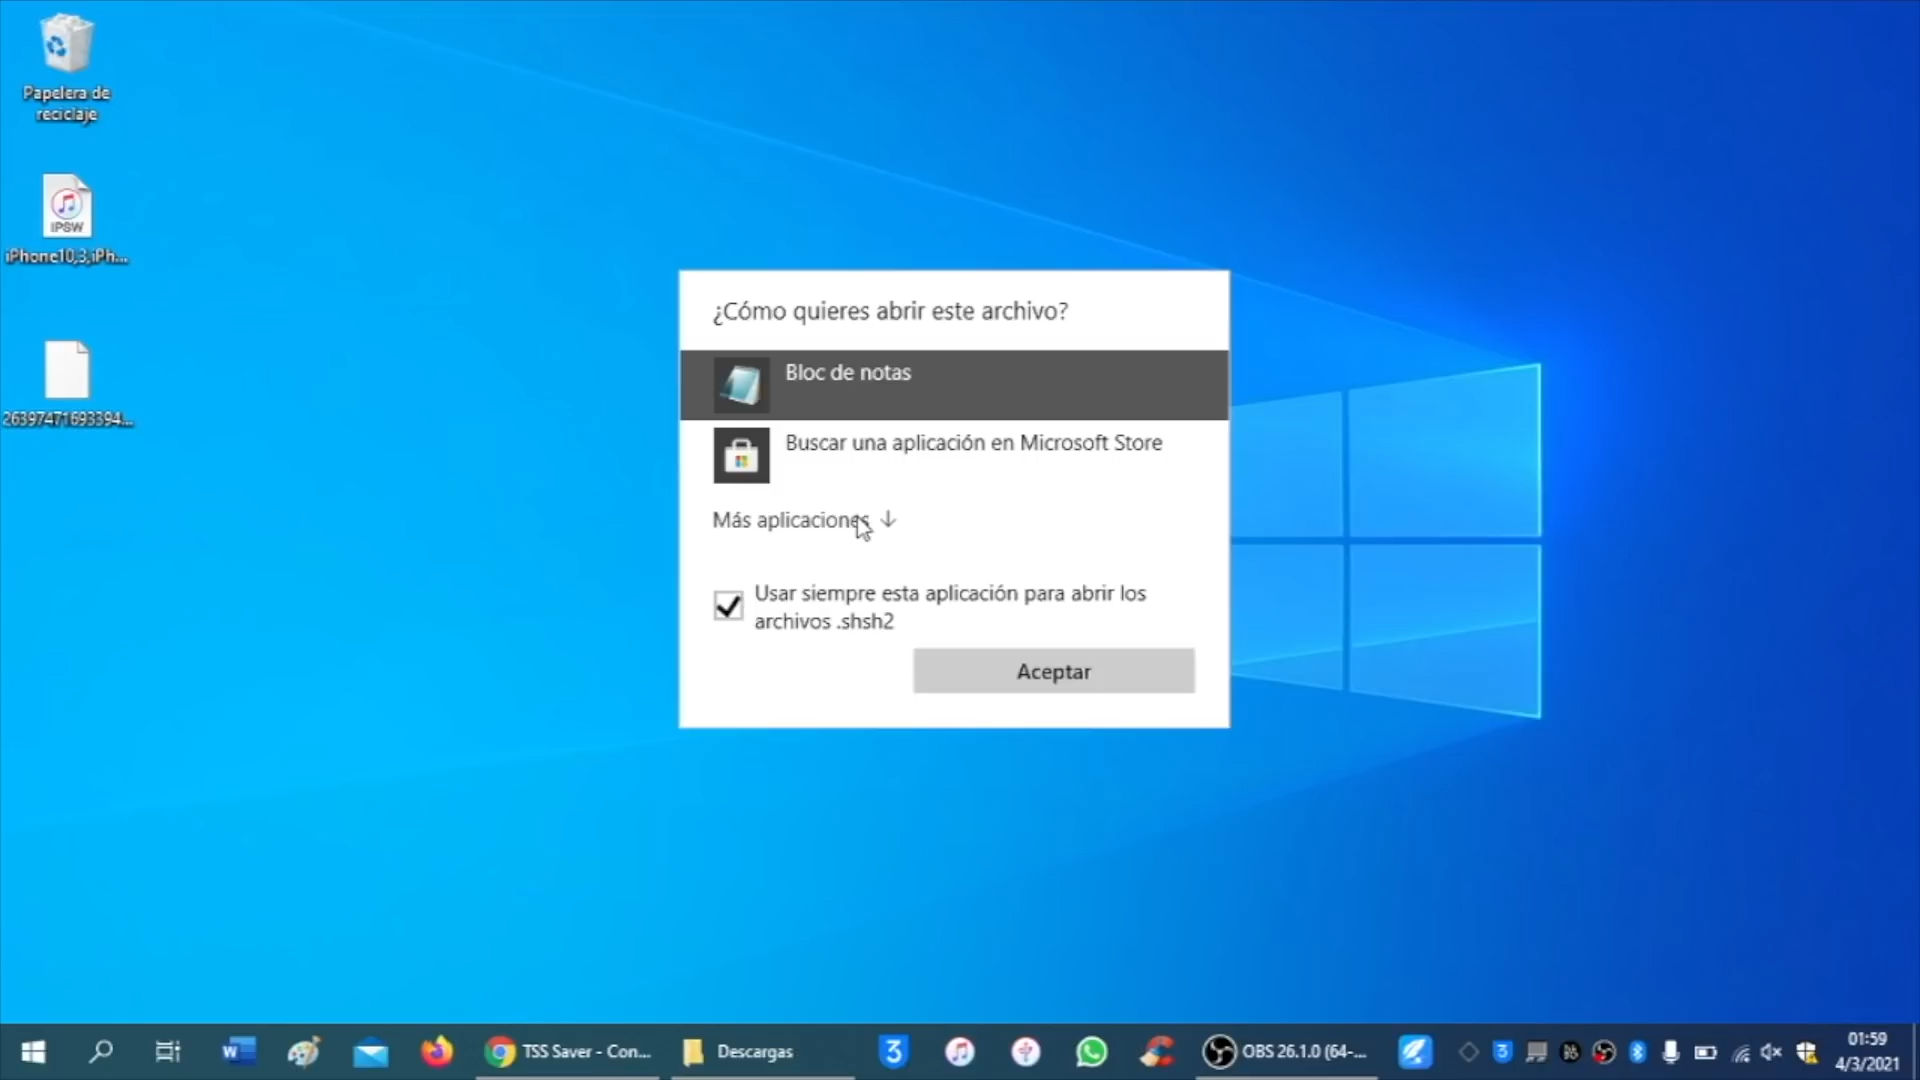 Papelera de
reciclaje
IPSW
iPhone10,3,iPh...
26397471693394...
¿Cómo quieres abrir este archivo?
Bloc de notas
Buscar una aplicación en Microsoft Store
Más aplicaciones
Usar siempre esta aplicación para abrir los
archivos .shsh2
Aceptar
TSS Saver - Con...
Descargas
OBS 26.1.0 (64-...
01:59
4/3/2021